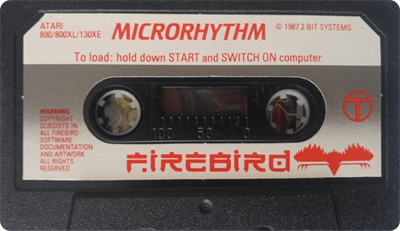 ATARI
800/800XL/130XE
MICRORHYTHM
© 1987 2 BIT SYSTEMS
To load: hold down START and SWITCH ON computer
WARNING
COPYRIGHT
SUBSISTS IN
ALL FIREBIRD
SOFTWARE
DOCUMENTATION
AND ARTWORK
ALL RIGHTS
RESERVED
100 50 0
FIREBIRD